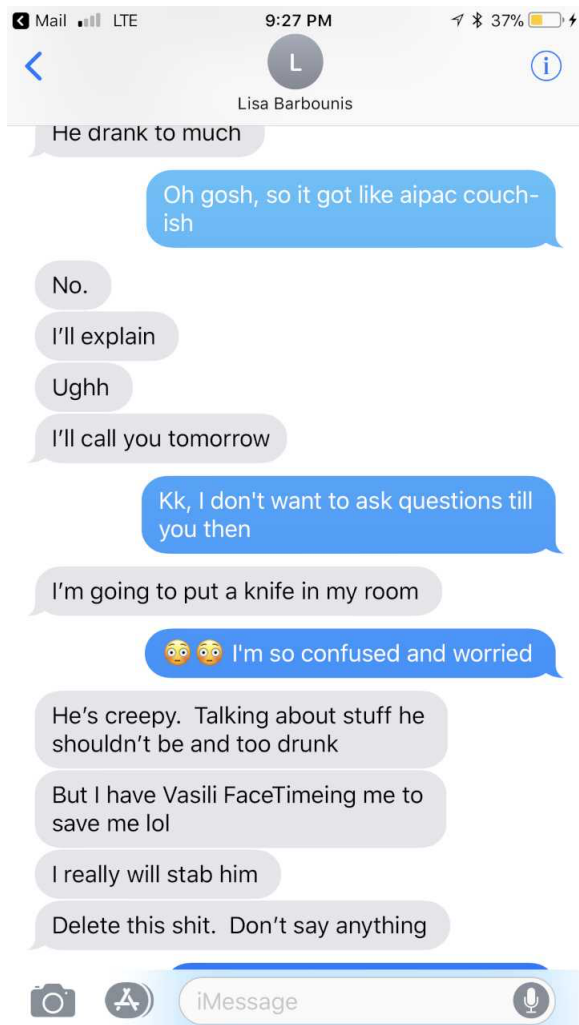 Mail LTE 9:27 PM 37%
L
Lisa Barbounis
He drank to much
Oh gosh, so it got like aipac couch-
ish
No.
I'll explain
Ughh
I'll call you tomorrow
Kk, I don't want to ask questions till
you then
I'm going to put a knife in my room
😳 😳 I'm so confused and worried
He's creepy.  Talking about stuff he
shouldn't be and too drunk
But I have Vasili FaceTimeing me to
save me lol
I really will stab him
Delete this shit.  Don't say anything
iMessage